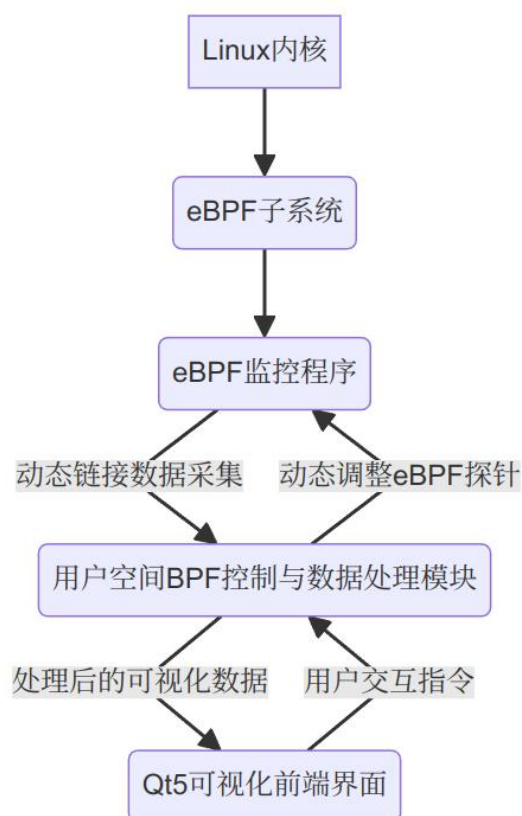 Linux内核
eBPF子系统
eBPF监控程序
动态链接数据采集
动态调整eBPF探针
用户空间BPF控制与数据处理模块
处理后的可视化数据
用户交互指令
Qt5可视化前端界面